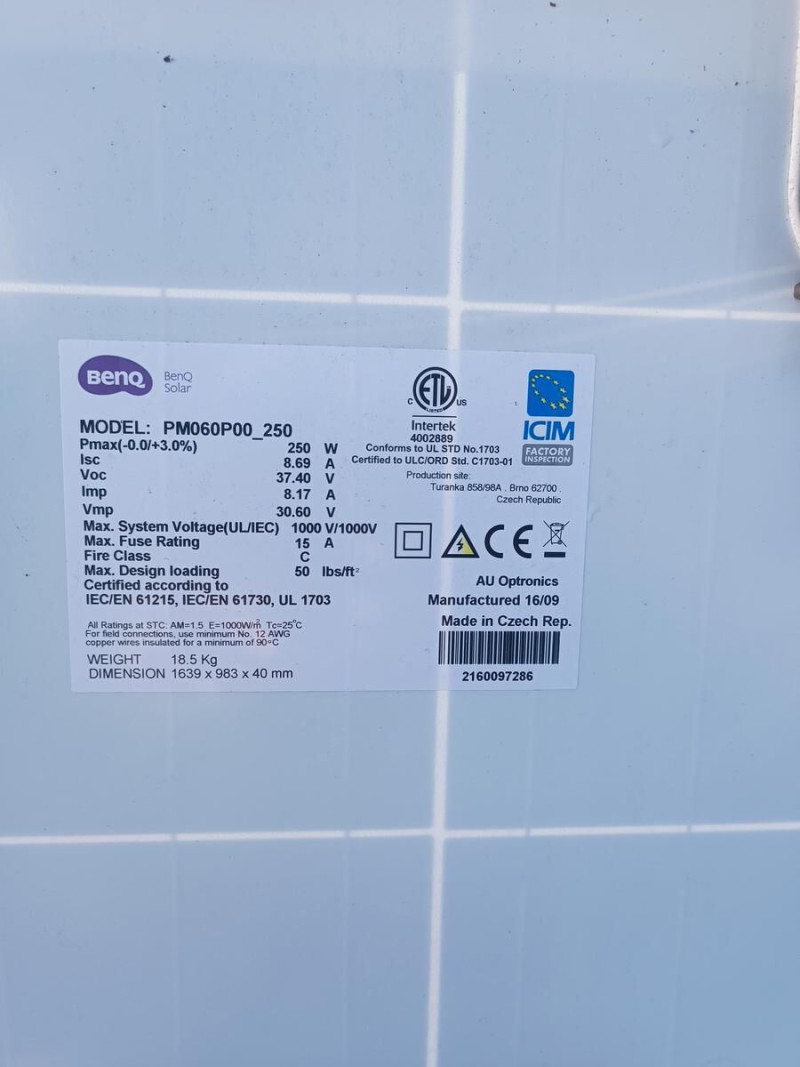 BenQ
BenQ
Solar
MODEL: PM060P00_250
Pmax(-0.0/+3.0%) 250 W
Isc 8.69 A
Voc 37.40 V
Imp 8.17 A
Vmp 30.60 V
Max. System Voltage(UL/IEC) 1000 V/1000V
Max. Fuse Rating 15 A
Fire Class C
Max. Design loading 50 lbs/ft²
Certified according to
IEC/EN 61215, IEC/EN 61730, UL 1703
All Ratings at STC: AM=1.5 E=1000W/㎡ Tc=25°C
For field connections, use minimum No. 12 AWG
copper wires insulated for a minimum of 90°C
WEIGHT 18.5 Kg
DIMENSION 1639 x 983 x 40 mm
C ETL US
LISTED
Intertek
4002889
Conforms to UL STD No.1703
Certified to ULC/ORD Std. C1703-01
ICIM
FACTORY
INSPECTION
Production site:
Turanka 858/98A . Brno 62700 .
Czech Republic
CE
AU Optronics
Manufactured 16/09
Made in Czech Rep.
2160097286